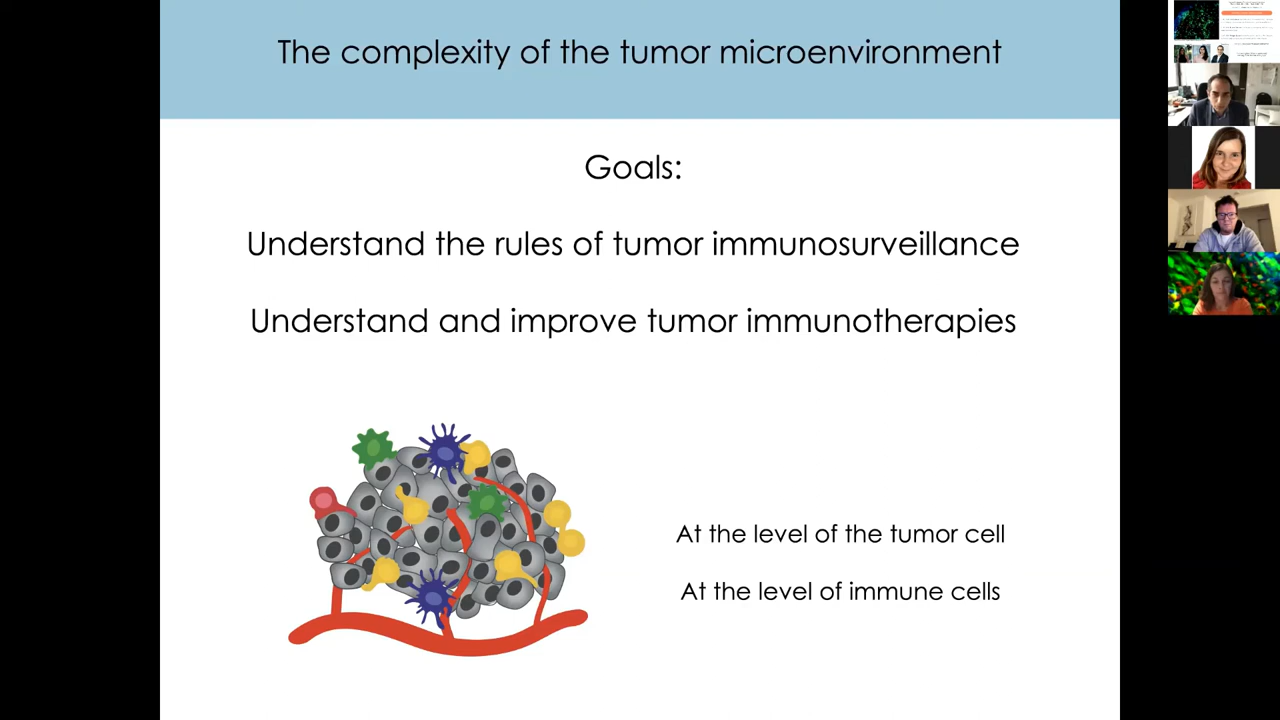 The complexity of the tumor microenvironment
Goals:
Understand the rules of tumor immunosurveillance
Understand and improve tumor immunotherapies
At the level of the tumor cell
At the level of immune cells